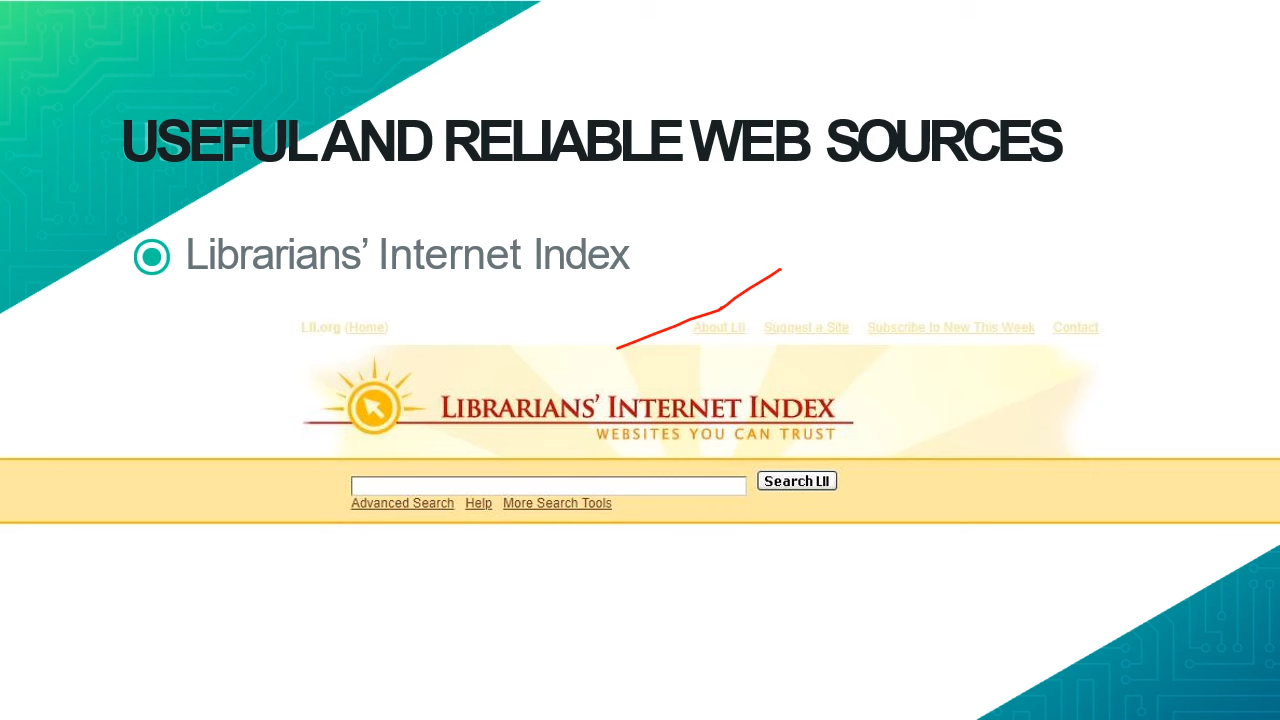 USEFUL AND RELIABLE WEB SOURCES
Librarians’ Internet Index
LII.org (Home) About LII Suggest a Site Subscribe to New This Week Contact
LIBRARIANS’ INTERNET INDEX
WEBSITES YOU CAN TRUST
Search LII
Advanced Search Help More Search Tools